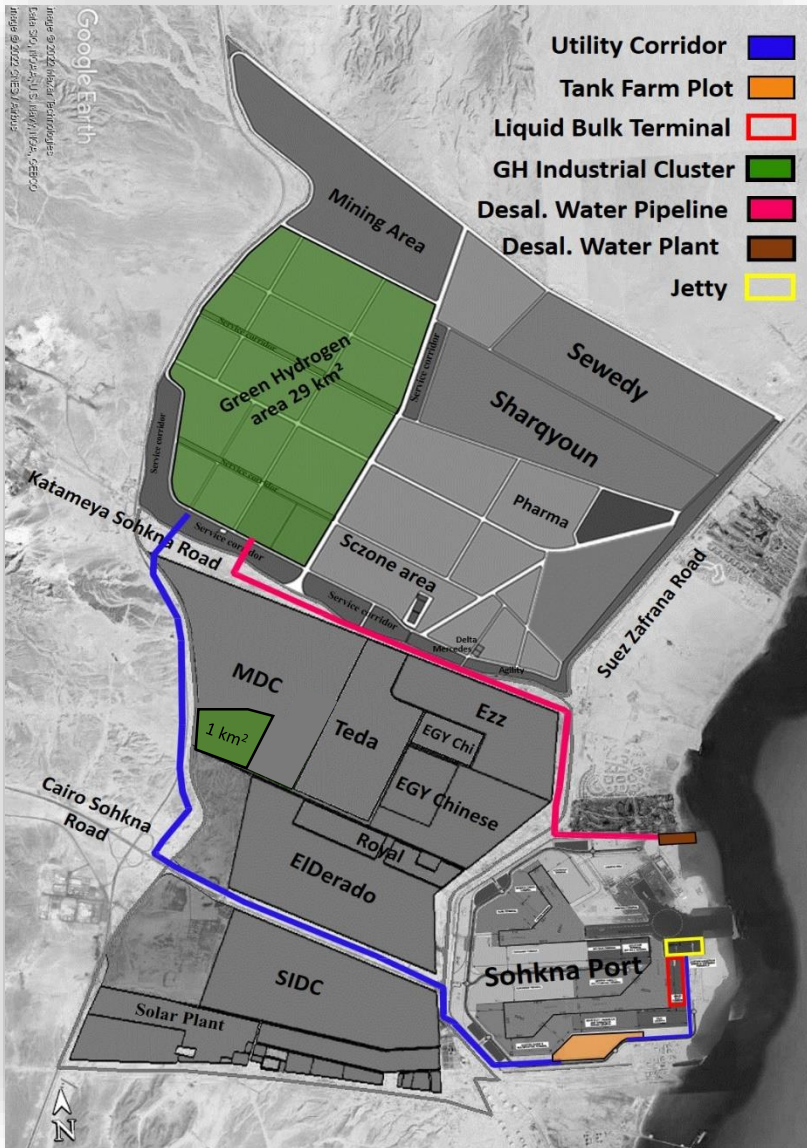 Utility Corridor
Tank Farm Plot
Liquid Bulk Terminal
GH Industrial Cluster
Desal. Water Pipeline
Desal. Water Plant
Jetty
Google Earth
Mining Area
Service corridor
Green Hydrogen
area 29 km²
Service corridor
Service corridor
Service corridor
Sewedy
Sharqyoun
Pharma
Katameya Sohkna Road
Service corridor
Sczone area
Service corridor
Suez Zafrana Road
Delta
Mercedes
Agility
MDC
1 km²
Teda
Ezz
EGY Chi
EGY Chinese
Royal
ElDerado
Cairo Sohkna
Road
SIDC
Solar Plant
Sohkna Port
N